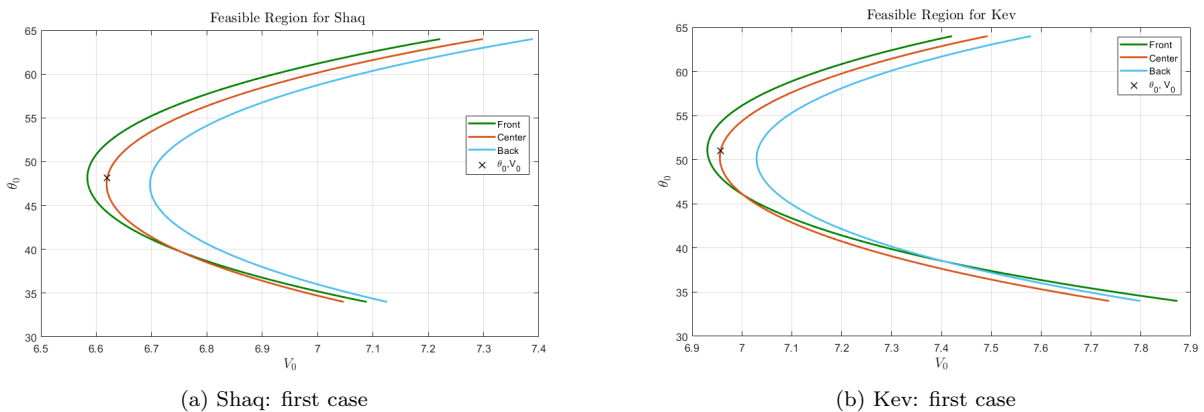 Feasible Region for Shaq
65
60
55
50
45
40
35
30
θ₀
6.5 6.6 6.7 6.8 6.9 7 7.1 7.2 7.3 7.4
V₀
Front
Center
Back
θ₀,V₀
(a) Shaq: first case
Feasible Region for Kev
65
60
55
50
45
40
35
30
θ₀
6.9 7 7.1 7.2 7.3 7.4 7.5 7.6 7.7 7.8 7.9
V₀
Front
Center
Back
θ₀, V₀
(b) Kev: first case